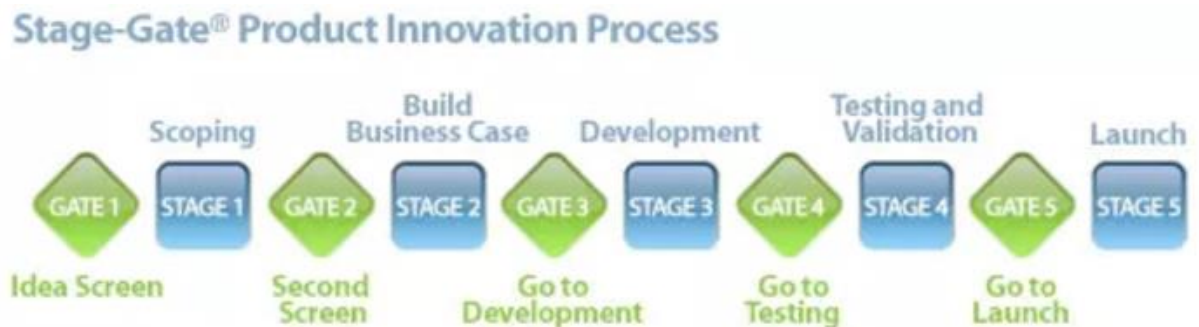 Stage-Gate® Product Innovation Process
Scoping
Build
Business Case
Development
Testing and
Validation
Launch
GATE 1
STAGE 1
GATE 2
STAGE 2
GATE 3
STAGE 3
GATE 4
STAGE 4
GATE 5
STAGE 5
Idea Screen
Second
Screen
Go to
Development
Go to
Testing
Go to
Launch